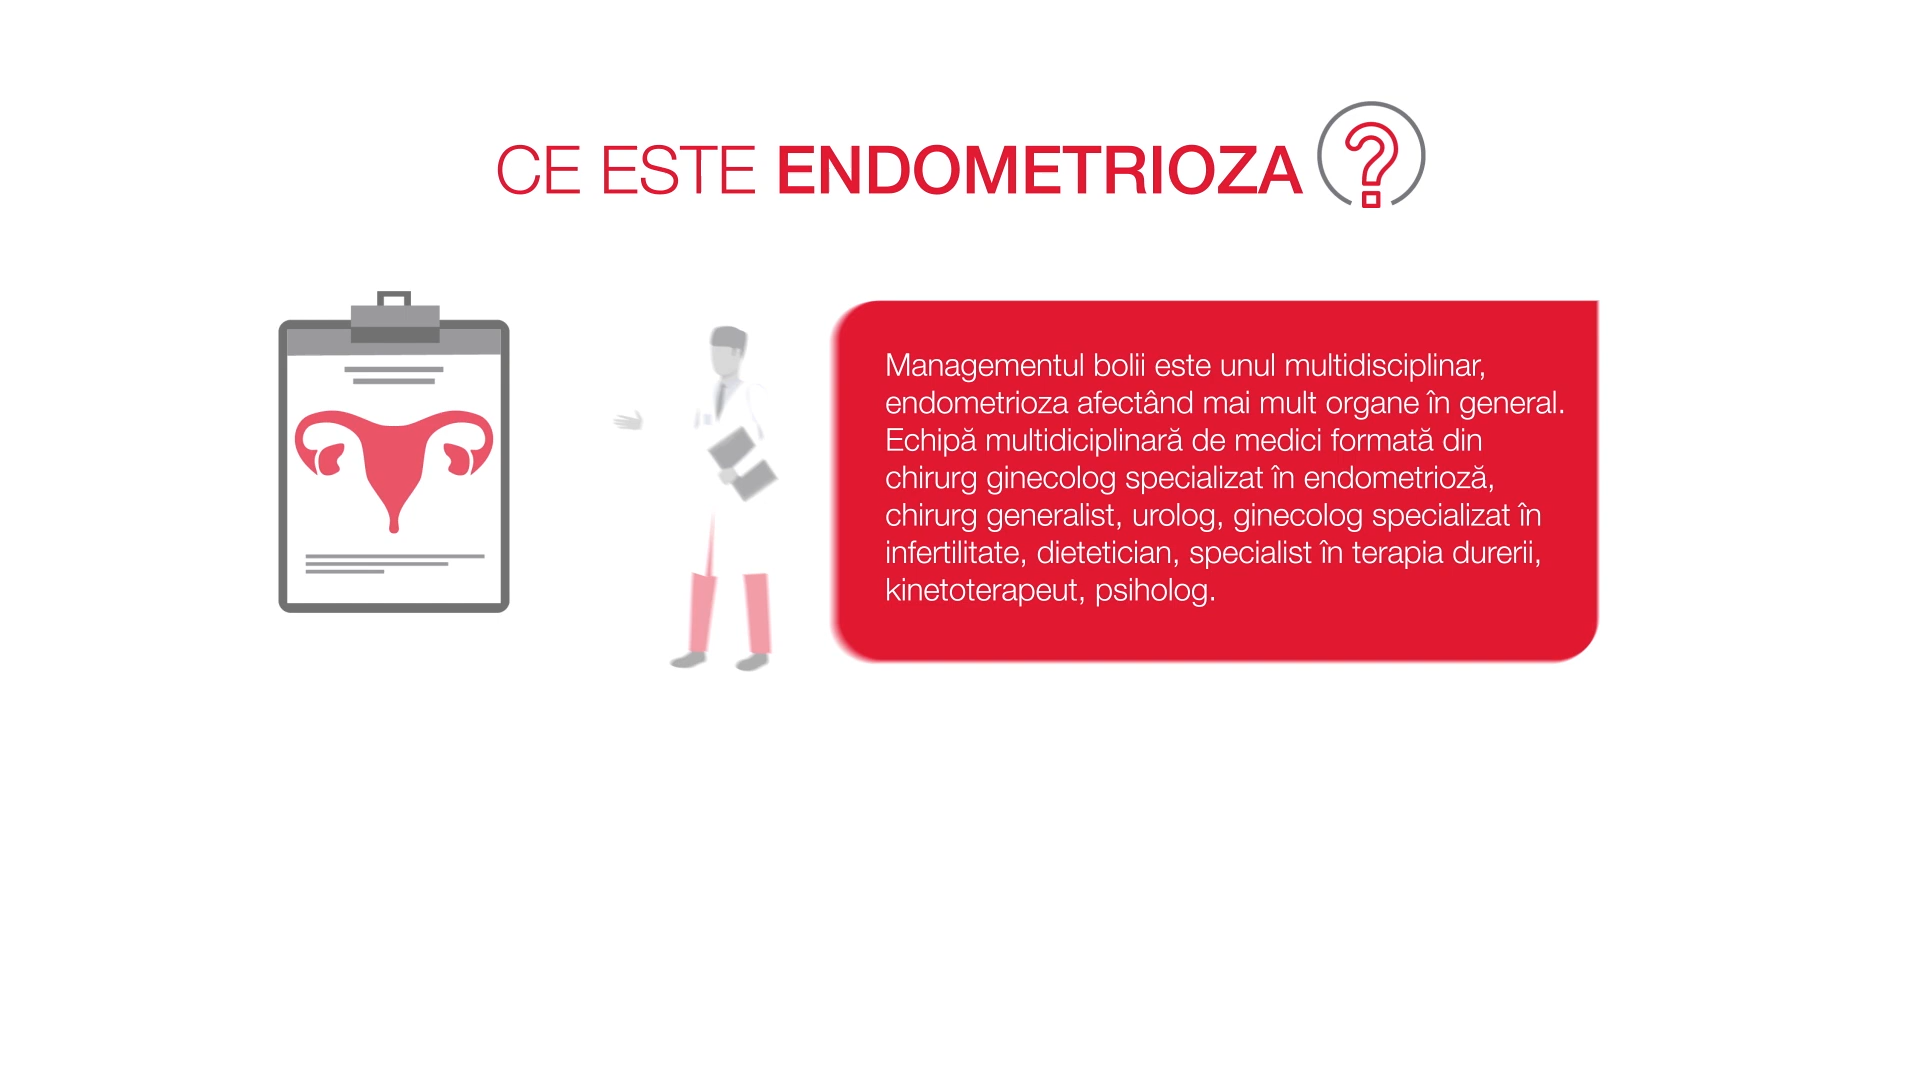 CE ESTE ENDOMETRIOZA ?
Managementul bolii este unul multidisciplinar,
endometrioza afectând mai mult organe în general.
Echipă multidiciplinară de medici formată din
chirurg ginecolog specializat în endometrioză,
chirurg generalist, urolog, ginecolog specializat în
infertilitate, dietetician, specialist în terapia durerii,
kinetoterapeut, psiholog.